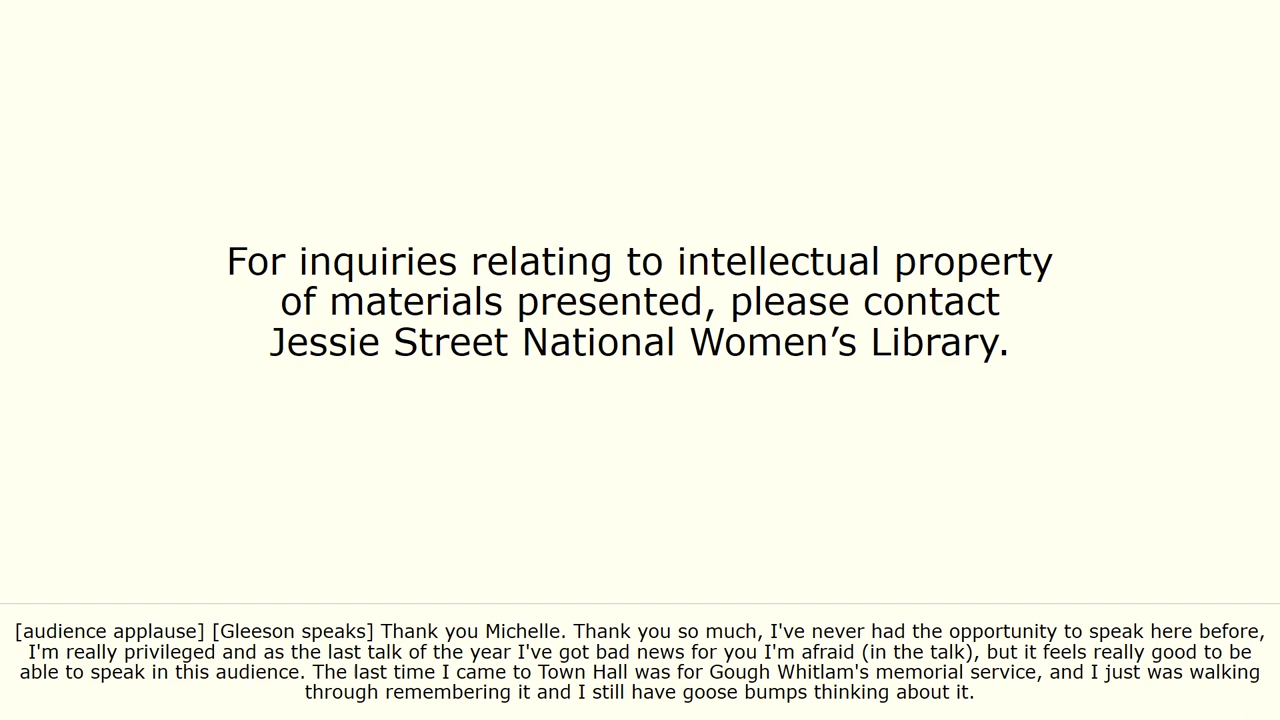 For inquiries relating to intellectual property
of materials presented, please contact
Jessie Street National Women’s Library.
[audience applause] [Gleeson speaks] Thank you Michelle. Thank you so much, I've never had the opportunity to speak here before,
I'm really privileged and as the last talk of the year I've got bad news for you I'm afraid (in the talk), but it feels really good to be
able to speak in this audience. The last time I came to Town Hall was for Gough Whitlam's memorial service, and I just was walking
through remembering it and I still have goose bumps thinking about it.